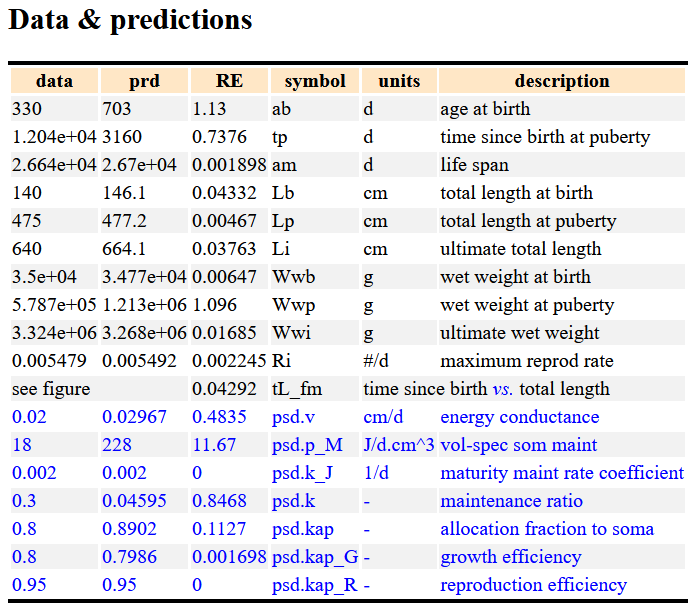 Data & predictions
data prd RE symbol units description
330 703 1.13 ab d age at birth
1.204e+04 3160 0.7376 tp d time since birth at puberty
2.664e+04 2.67e+04 0.001898 am d life span
140 146.1 0.04332 Lb cm total length at birth
475 477.2 0.00467 Lp cm total length at puberty
640 664.1 0.03763 Li cm ultimate total length
3.5e+04 3.477e+04 0.00647 Wwb g wet weight at birth
5.787e+05 1.213e+06 1.096 Wwp g wet weight at puberty
3.324e+06 3.268e+06 0.01685 Wwi g ultimate wet weight
0.005479 0.005492 0.002245 Ri #/d maximum reprod rate
see figure 0.04292 tL_fm time since birth vs. total length
0.02 0.02967 0.4835 psd.v cm/d energy conductance
18 228 11.67 psd.p_M J/d.cm^3 vol-spec som maint
0.002 0.002 0 psd.k_J 1/d maturity maint rate coefficient
0.3 0.04595 0.8468 psd.k - maintenance ratio
0.8 0.8902 0.1127 psd.kap - allocation fraction to soma
0.8 0.7986 0.001698 psd.kap_G - growth efficiency
0.95 0.95 0 psd.kap_R - reproduction efficiency